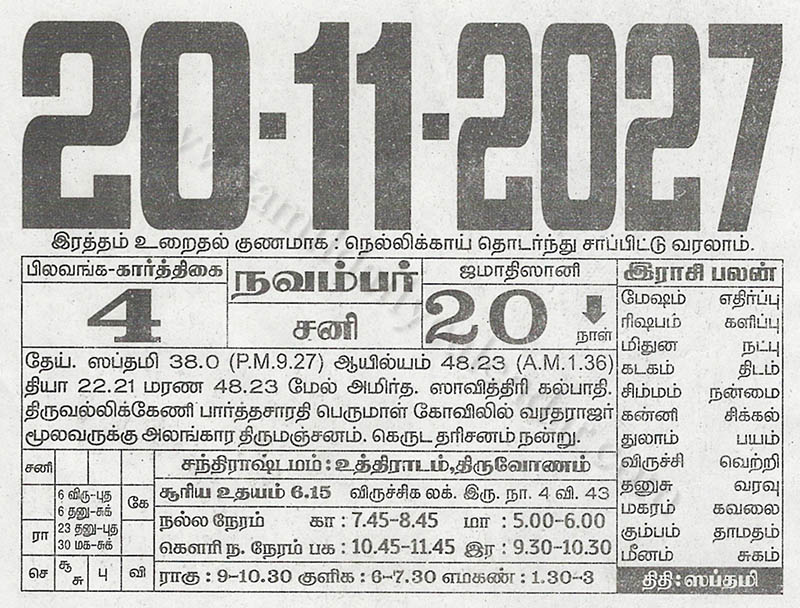 20-11-2027
இரத்தம் உறைதல் குணமாக : நெல்லிக்காய் தொடர்ந்து சாப்பிட்டு வரலாம்.
பிலவங்க-கார்த்திகை
4
நவம்பர்
சனி
ஜமாதிஸானி
20
நாள்
தேய். ஸப்தமி 38.0 (P.M.9.27) ஆயில்யம் 48.23 (A.M.1.36)
தியா 22.21 மரண 48.23 மேல் அமிர்த. ஸாவித்திரி கல்பாதி.
திருவல்லிக்கேணி பார்த்தசாரதி பெருமாள் கோவிலில் வரதராஜர்
மூலவருக்கு அலங்கார திருமஞ்சனம். கெருட தரிசனம் நன்று.
சனி
6 விரு-புத
6 தனு-சுக்
கே
ரா
23 தனு-புத
30 மக-சுக்
செ
சூ
சு
பு
வி
சந்திராஷ்டமம் : உத்திராடம்,திருவோணம்
சூரிய உதயம் 6.15 விருச்சிக லக். இரு. நா. 4 வி. 43
நல்ல நேரம் கா : 7.45-8.45 மா : 5.00-6.00
கௌரி ந. நேரம் பக : 10.45-11.45 இர : 9.30-10.30
ராகு : 9-10.30 குளிக : 6-7.30 எமகண் : 1.30-3
இராசி பலன்
மேஷம் எதிர்ப்பு
ரிஷபம் களிப்பு
மிதுன நட்பு
கடகம் திடம்
சிம்மம் நன்மை
கன்னி சிக்கல்
துலாம் பயம்
விருச்சி வெற்றி
தனுசு வரவு
மகரம் கவலை
கும்பம் தாமதம்
மீனம் சுகம்
திதி : ஸப்தமி